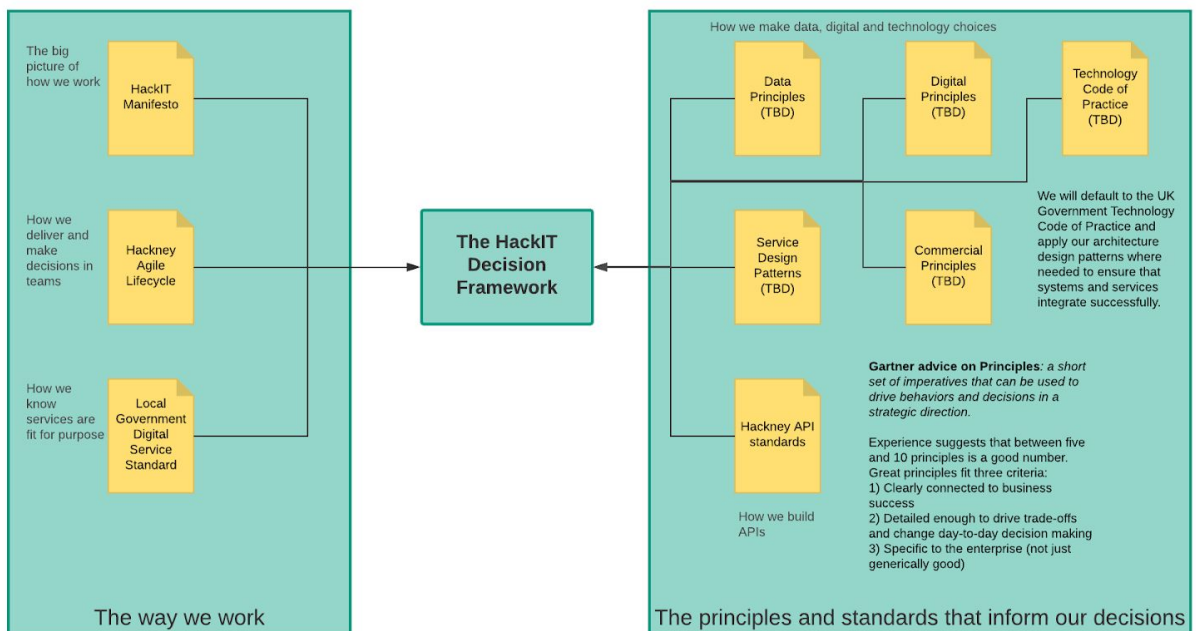 The big
picture of
how we work
HackIT
Manifesto
How we
deliver and
make
decisions in
teams
Hackney
Agile
Lifecycle
How we
know
services are
fit for purpose
Local
Government
Digital
Service
Standard
The way we work
The HackIT
Decision
Framework
How we make data, digital and technology choices
Data
Principles
(TBD)
Digital
Principles
(TBD)
Technology
Code of
Practice
(TBD)
We will default to the UK
Government Technology
Code of Practice and
apply our architecture
design patterns where
needed to ensure that
systems and services
integrate successfully.
Service
Design
Patterns
(TBD)
Commercial
Principles
(TBD)
Hackney API
standards
How we build
APIs
Gartner advice on Principles: a short
set of imperatives that can be used to
drive behaviors and decisions in a
strategic direction.
Experience suggests that between five
and 10 principles is a good number.
Great principles fit three criteria:
1) Clearly connected to business
success
2) Detailed enough to drive trade-offs
and change day-to-day decision making
3) Specific to the enterprise (not just
generically good)
The principles and standards that inform our decisions